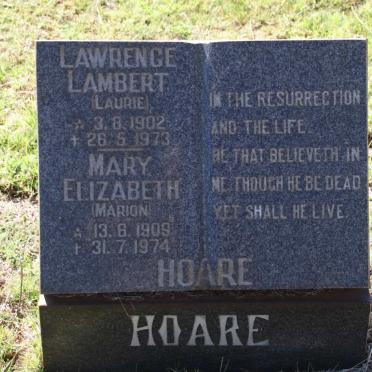 LAWRENCE
LAMBERT
(LAURIE)
☆ 3.8.1902
✝ 26.5.1973
MARY
ELIZABETH
(MARION)
☆ 13.6.1909
✝ 31.7.1974
IN THE RESURRECTION
AND THE LIFE.
HE THAT BELIEVETH IN
ME THOUGH HE BE DEAD
YET SHALL HE LIVE.
HOARE
HOARE